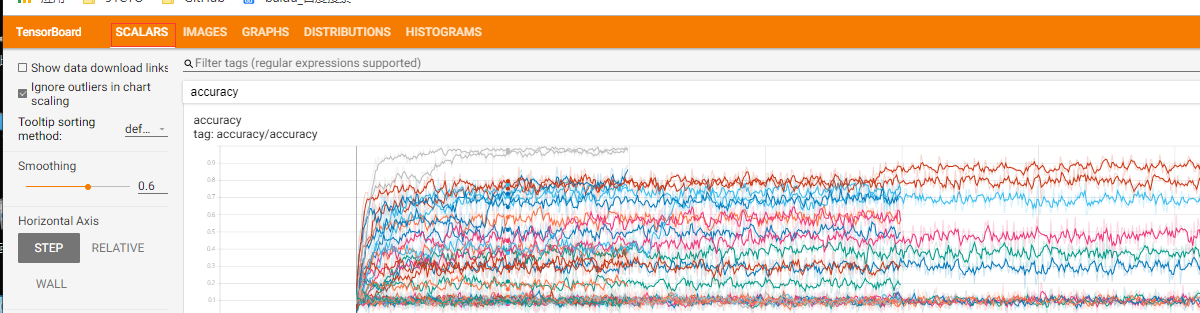 TensorBoard SCALARS IMAGES GRAPHS DISTRIBUTIONS HISTOGRAMS
Show data download links
Ignore outliers in chart
scaling
Tooltip sorting
method: def...
Smoothing
0.6
Horizontal Axis
STEP RELATIVE
WALL
Filter tags (regular expressions supported)
accuracy
accuracy
tag: accuracy/accuracy
0.9
0.8
0.7
0.6
0.5
0.4
0.3
0.2
0.1